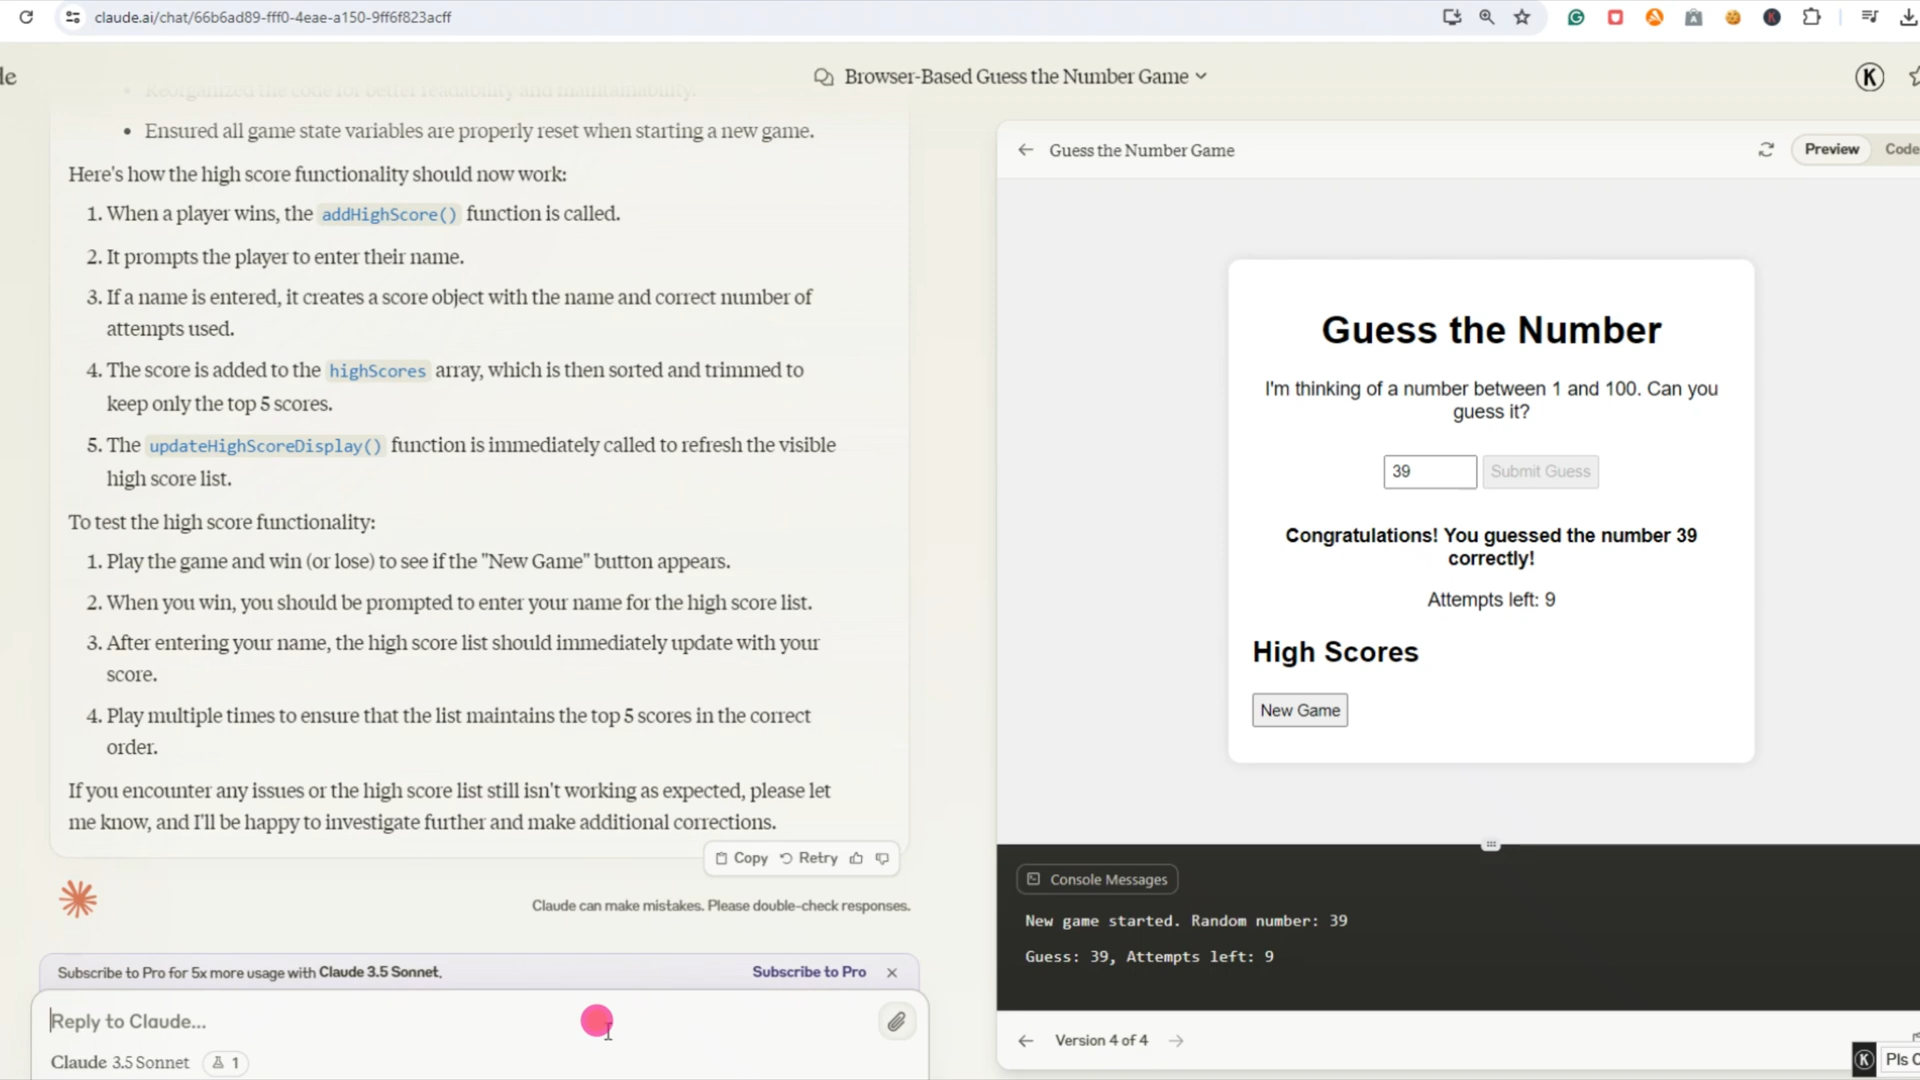 claude.ai/chat/66b6ad89-fff0-4eae-a150-9ff6f823acff
le
Browser-Based Guess the Number Game
K
Reorganized the code for better readability and maintainability.
• Ensured all game state variables are properly reset when starting a new game.
Here's how the high score functionality should now work:
1. When a player wins, the addHighScore() function is called.
2. It prompts the player to enter their name.
3. If a name is entered, it creates a score object with the name and correct number of
attempts used.
4. The score is added to the highScores array, which is then sorted and trimmed to
keep only the top 5 scores.
5. The updateHighScoreDisplay() function is immediately called to refresh the visible
high score list.
To test the high score functionality:
1. Play the game and win (or lose) to see if the "New Game" button appears.
2. When you win, you should be prompted to enter your name for the high score list.
3. After entering your name, the high score list should immediately update with your
score.
4. Play multiple times to ensure that the list maintains the top 5 scores in the correct
order.
If you encounter any issues or the high score list still isn't working as expected, please let
me know, and I'll be happy to investigate further and make additional corrections.
Copy Retry
Claude can make mistakes. Please double-check responses.
Subscribe to Pro for 5x more usage with Claude 3.5 Sonnet.
Subscribe to Pro
Reply to Claude...
Claude 3.5 Sonnet 1
Guess the Number Game
Preview
Code
Guess the Number
I'm thinking of a number between 1 and 100. Can you
guess it?
39
Submit Guess
Congratulations! You guessed the number 39
correctly!
Attempts left: 9
High Scores
New Game
Console Messages
New game started. Random number: 39
Guess: 39, Attempts left: 9
Version 4 of 4
K
Pls C